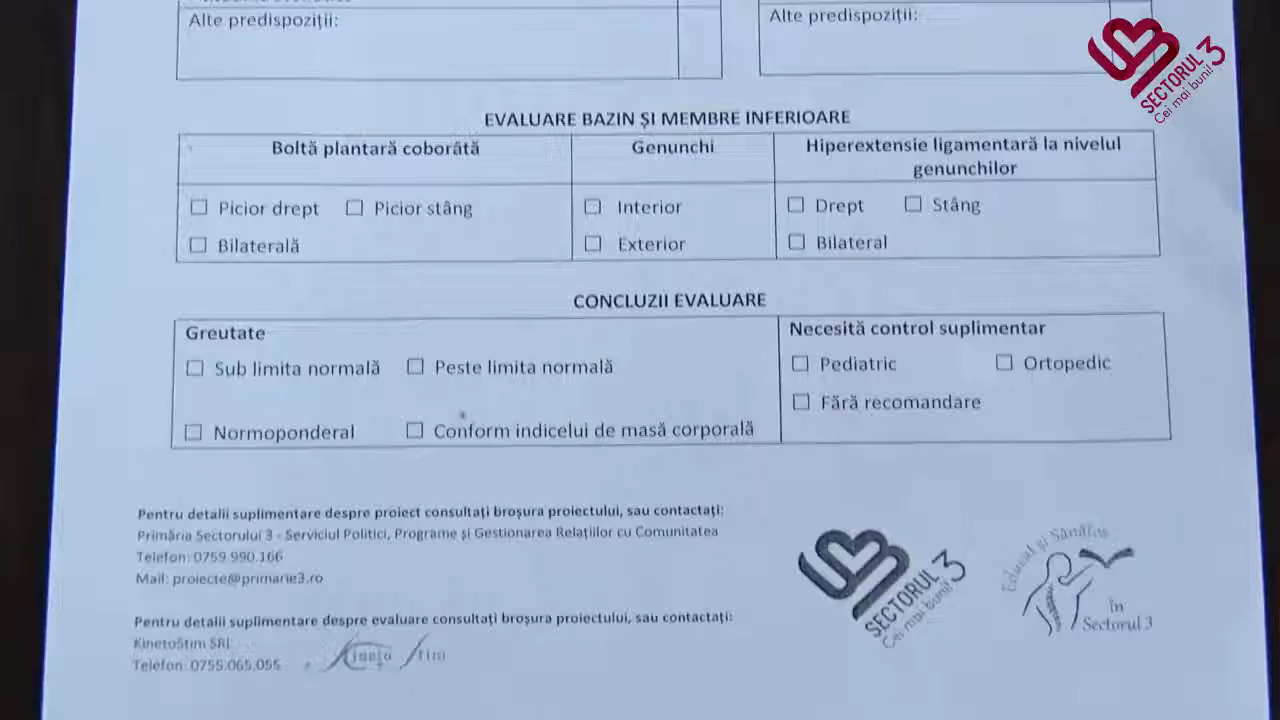 Alte predispoziții:
Alte predispoziții:
SECTORUL 3
Cei mai buni!
EVALUARE BAZIN ȘI MEMBRE INFERIOARE
Boltă plantară coborâtă
Genunchi
Hiperextensie ligamentară la nivelul
genunchilor
Picior drept
Picior stâng
Interior
Drept
Stâng
Bilaterală
Exterior
Bilateral
CONCLUZII EVALUARE
Greutate
Necesită control suplimentar
Sub limita normală
Peste limita normală
Pediatric
Ortopedic
Fără recomandare
Normoponderal
Conform indicelui de masă corporală
Pentru detalii suplimentare despre proiect consultați broșura proiectului, sau contactați:
Primăria Sectorului 3 - Serviciul Politici, Programe și Gestionarea Relațiilor cu Comunitatea
Telefon: 0759.990.166
Mail: proiecte@primarie3.ro
Pentru detalii suplimentare despre evaluare consultați broșura proiectului, sau contactați:
KinetoStim SRL
Telefon: 0755.065.055
Kineto Stim
SECTORUL 3
Cei mai buni!
Educat și Sănătos
în
Sectorul 3